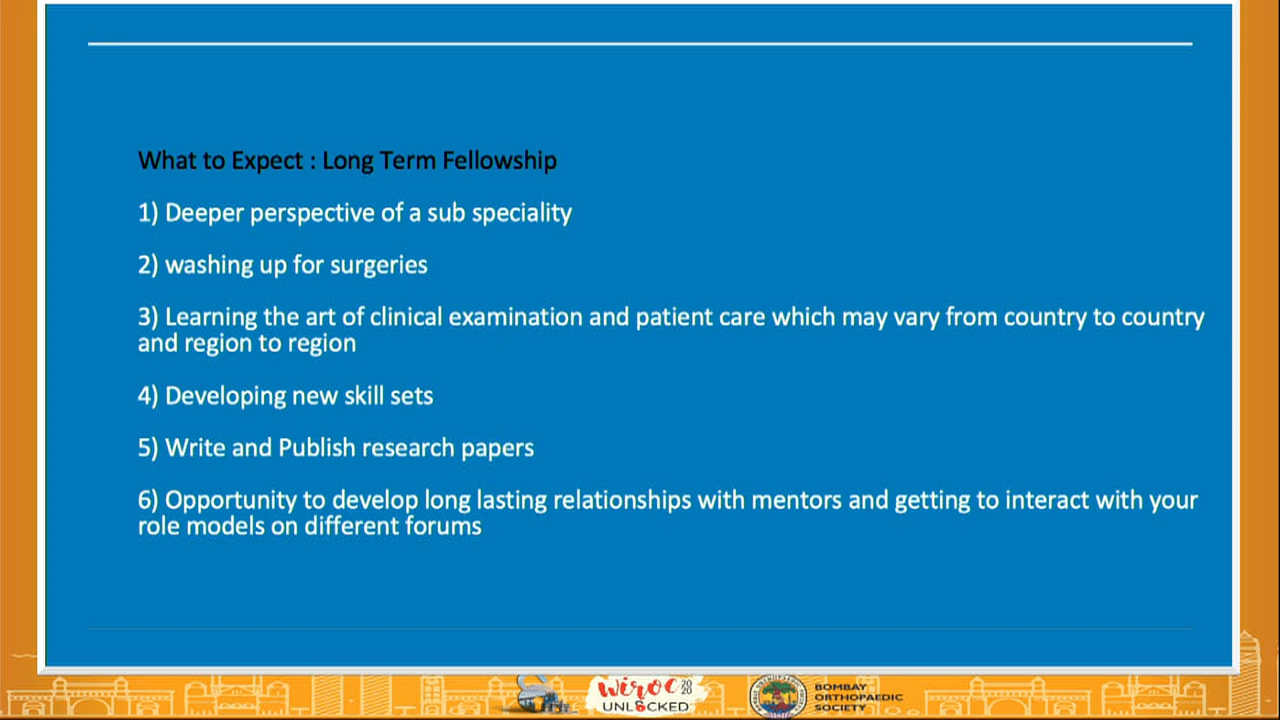 What to Expect : Long Term Fellowship
1) Deeper perspective of a sub speciality
2) washing up for surgeries
3) Learning the art of clinical examination and patient care which may vary from country to country
and region to region
4) Developing new skill sets
5) Write and Publish research papers
6) Opportunity to develop long lasting relationships with mentors and getting to interact with your
role models on different forums
WiROC
UNLOCKED
BOMBAY
ORTHOPAEDIC
SOCIETY